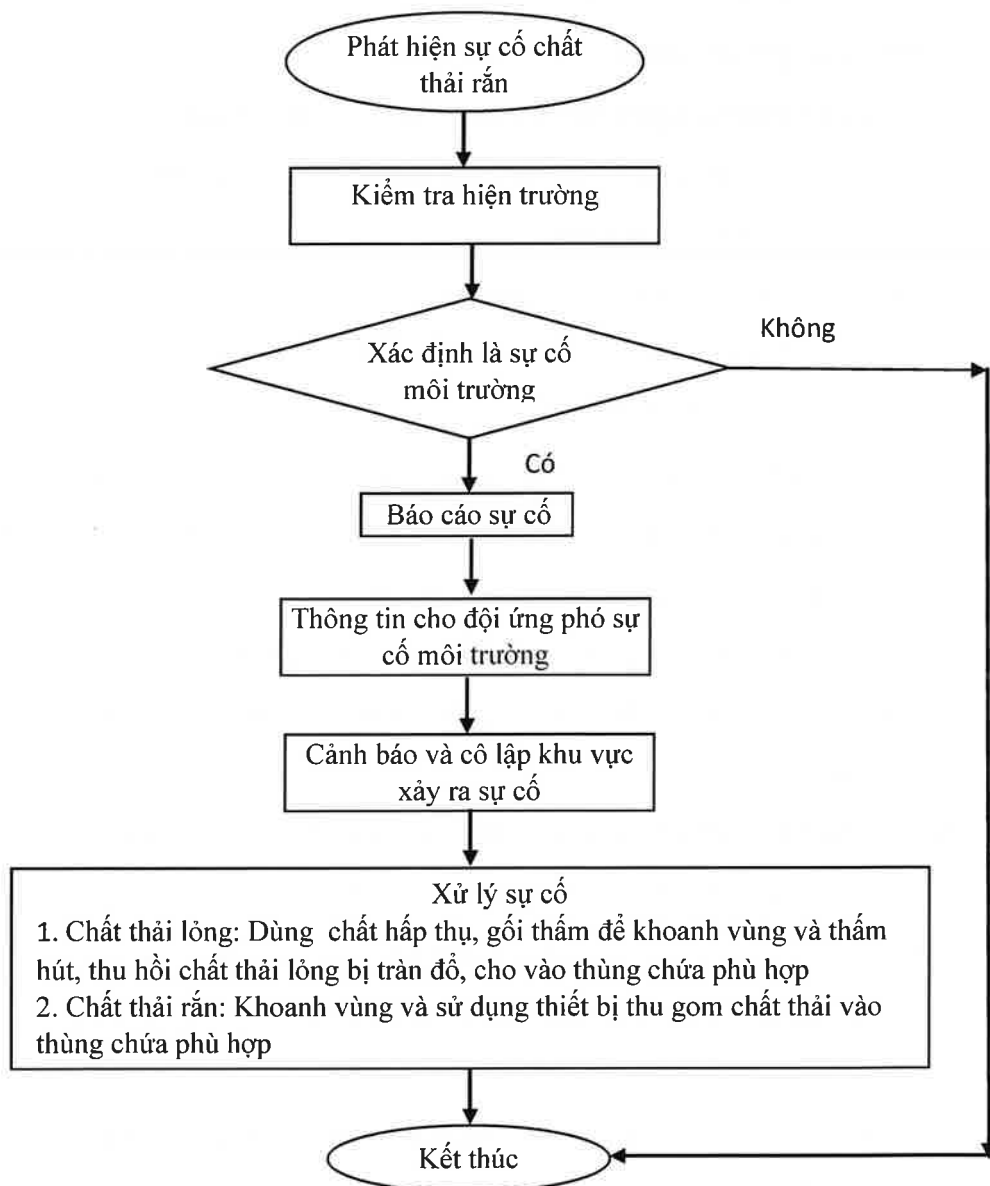 Phát hiện sự cố chất
thải rắn
Kiểm tra hiện trường
Xác định là sự cố
môi trường
Không
Có
Báo cáo sự cố
Thông tin cho đội ứng phó sự
cố môi trường
Cảnh báo và cô lập khu vực
xảy ra sự cố
Xử lý sự cố
1. Chất thải lỏng: Dùng chất hấp thụ, gối thấm để khoanh vùng và thấm
hút, thu hồi chất thải lỏng bị tràn đổ, cho vào thùng chứa phù hợp
2. Chất thải rắn: Khoanh vùng và sử dụng thiết bị thu gom chất thải vào
thùng chứa phù hợp
Kết thúc